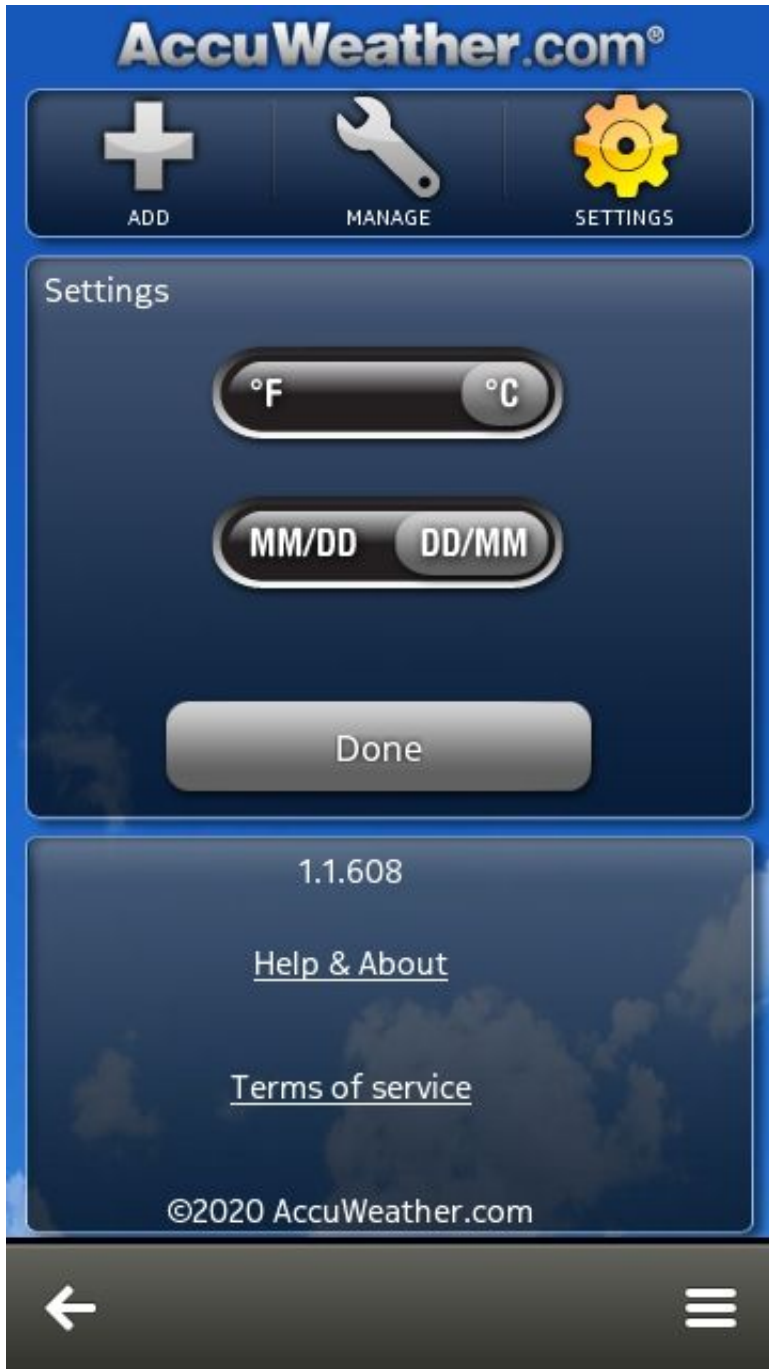 AccuWeather.com®
ADD MANAGE SETTINGS
Settings
°F °C
MM/DD DD/MM
Done
1.1.608
Help & About
Terms of service
©2020 AccuWeather.com